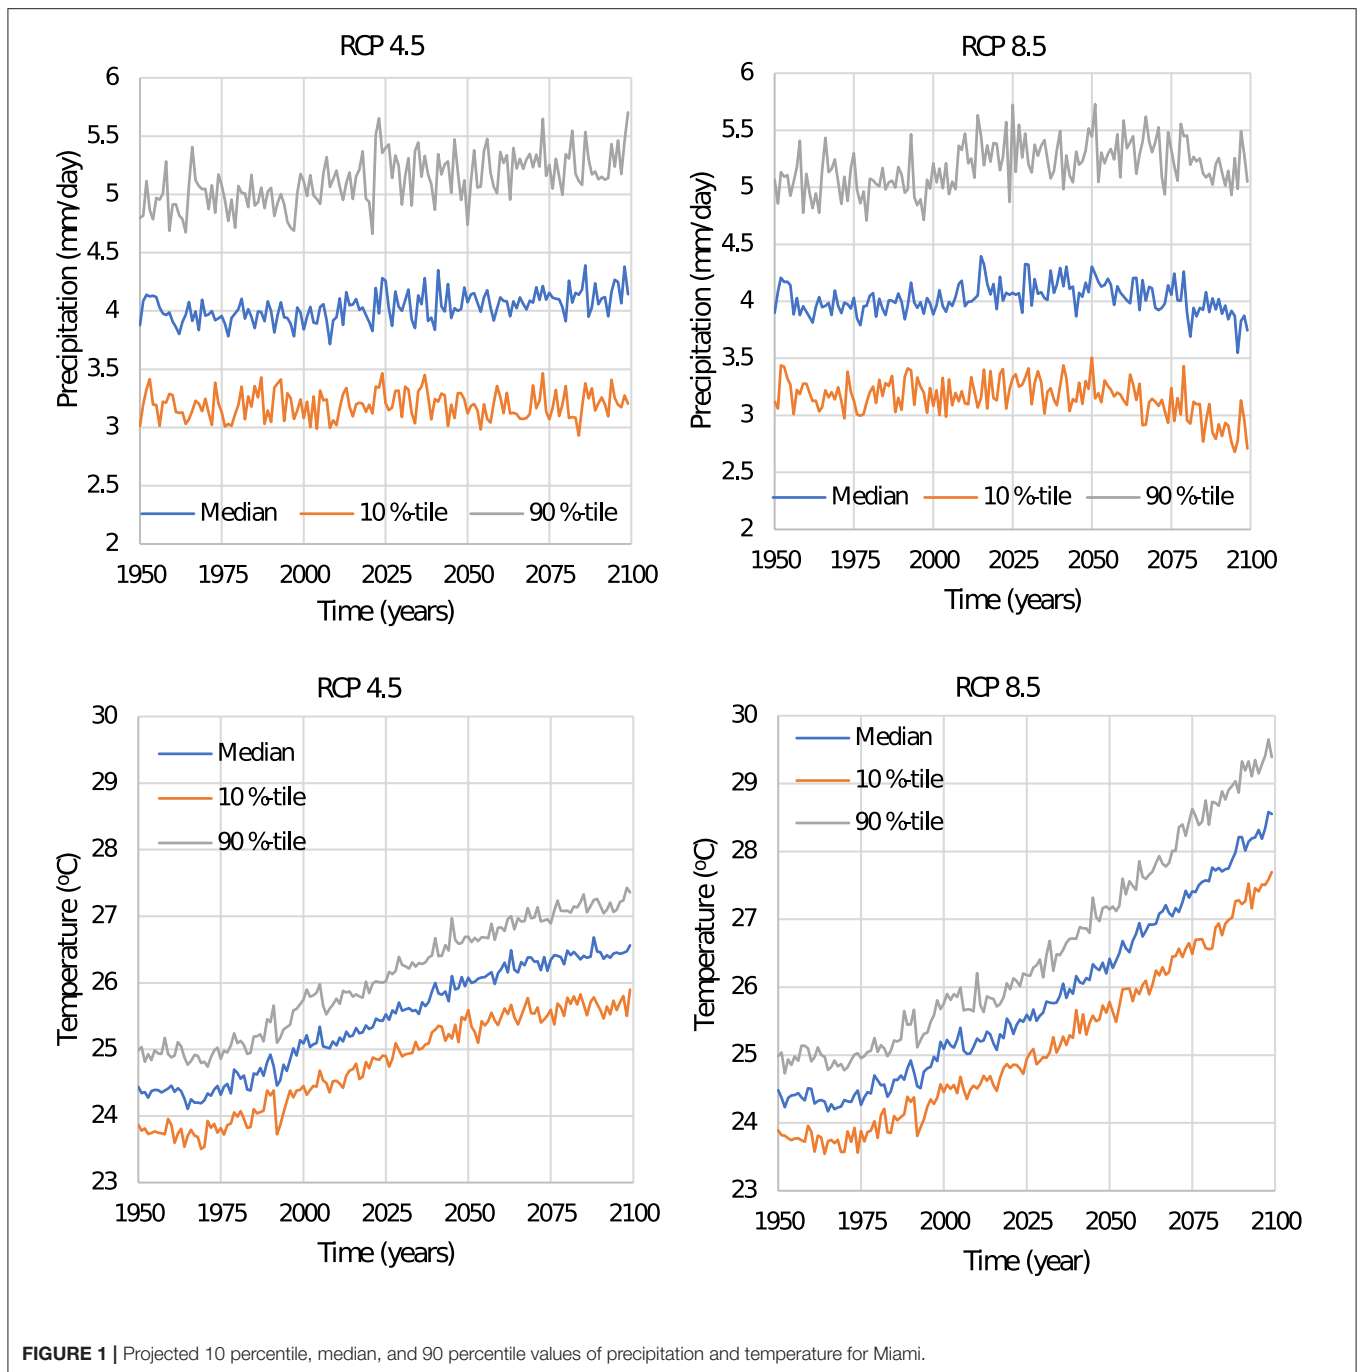 RCP 4.5
Precipitation (mm/day)
6
5.5
5
4.5
4
3.5
3
2.5
2
Median 10 %-tile 90 %-tile
1950 1975 2000 2025 2050 2075 2100
Time (years)
RCP 8.5
Precipitation (mm/day)
6
5.5
5
4.5
4
3.5
3
2.5
2
Median 10 %-tile 90 %-tile
1950 1975 2000 2025 2050 2075 2100
Time (years)
RCP 4.5
Temperature (ºC)
30
29
28
27
26
25
24
23
Median
10 %-tile
90 %-tile
1950 1975 2000 2025 2050 2075 2100
Time (years)
RCP 8.5
Temperature (ºC)
30
29
28
27
26
25
24
23
Median
10 %-tile
90 %-tile
1950 1975 2000 2025 2050 2075 2100
Time (year)
FIGURE 1 | Projected 10 percentile, median, and 90 percentile values of precipitation and temperature for Miami.